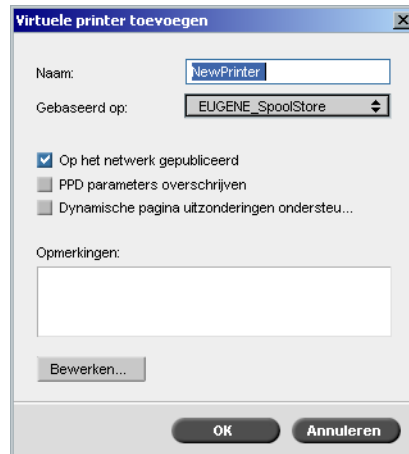 Virtuele printer toevoegen
Naam: NewPrinter
Gebaseerd op: EUGENE_SpoolStore
Op het netwerk gepubliceerd
PPD parameters overschrijven
Dynamische pagina uitzonderingen ondersteu...
Opmerkingen:
Bewerken...
OK Annuleren